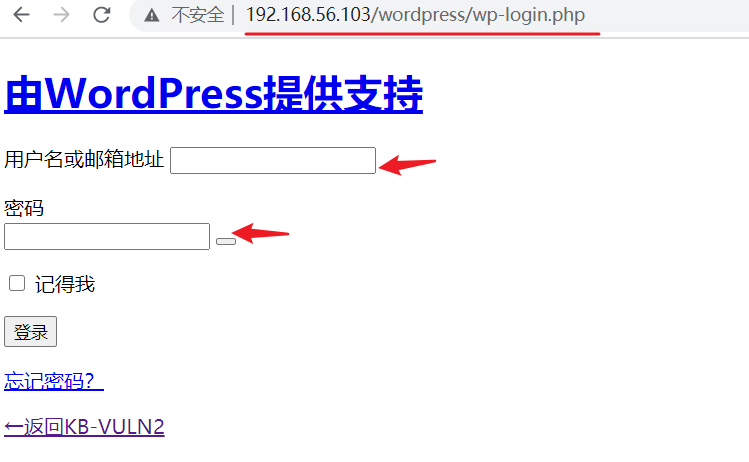 不安全 | 192.168.56.103/wordpress/wp-login.php
由WordPress提供支持
用户名或邮箱地址
密码
记得我
登录
忘记密码？
←返回KB-VULN2